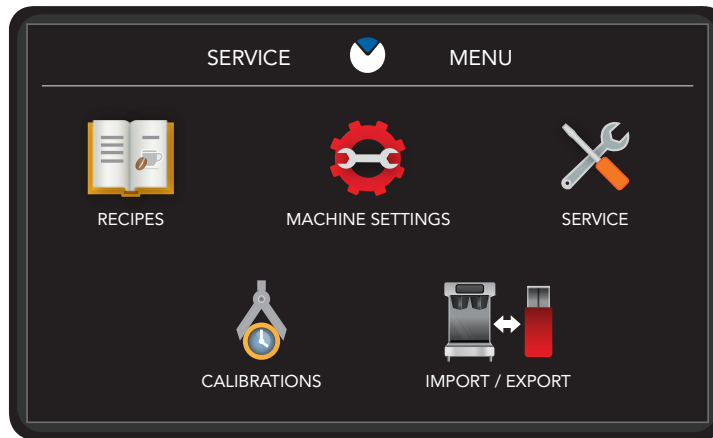 SERVICE MENU
RECIPES
MACHINE SETTINGS
SERVICE
CALIBRATIONS
IMPORT / EXPORT